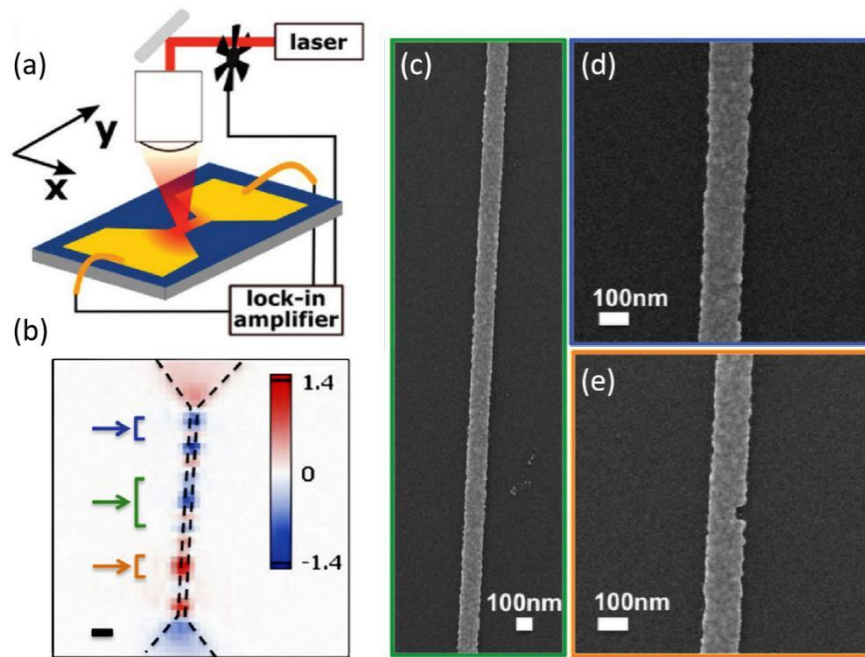 (a)
laser
y
x
lock-in
amplifier
(b)
1.4
0
-1.4
(c)
100nm
(d)
100nm
(e)
100nm